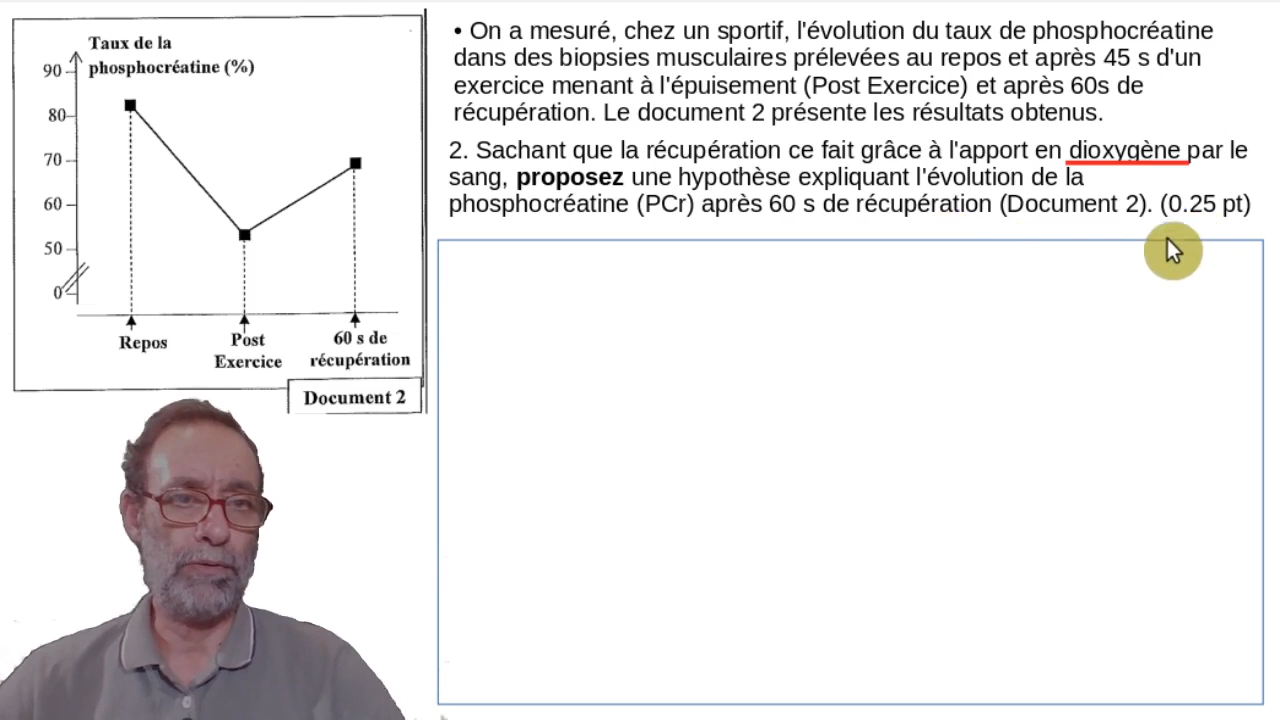 Taux de la
phosphocréatine (%)
90
80
70
60
50
0
Repos
Post
Exercice
60 s de
récupération
Document 2
• On a mesuré, chez un sportif, l'évolution du taux de phosphocréatine
dans des biopsies musculaires prélevées au repos et après 45 s d'un
exercice menant à l'épuisement (Post Exercice) et après 60s de
récupération. Le document 2 présente les résultats obtenus.
2. Sachant que la récupération ce fait grâce à l'apport en dioxygène par le
sang, proposez une hypothèse expliquant l'évolution de la
phosphocréatine (PCr) après 60 s de récupération (Document 2). (0.25 pt)